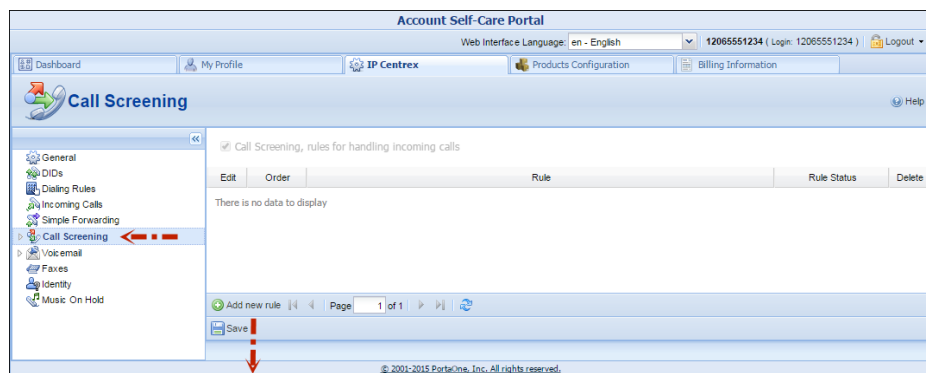 Account Self-Care Portal
Web Interface Language: en - English 12065551234 ( Login: 12065551234 ) Logout
Dashboard My Profile IP Centrex Products Configuration Billing Information
Call Screening Help
Call Screening, rules for handling incoming calls
General
DIDs
Dialing Rules
Incoming Calls
Simple Forwarding
Call Screening
Voicemail
Faxes
Identity
Music On Hold
Edit Order Rule Rule Status Delete
There is no data to display
Add new rule Page 1 of 1
Save
© 2001-2015 PortaOne, Inc. All rights reserved.